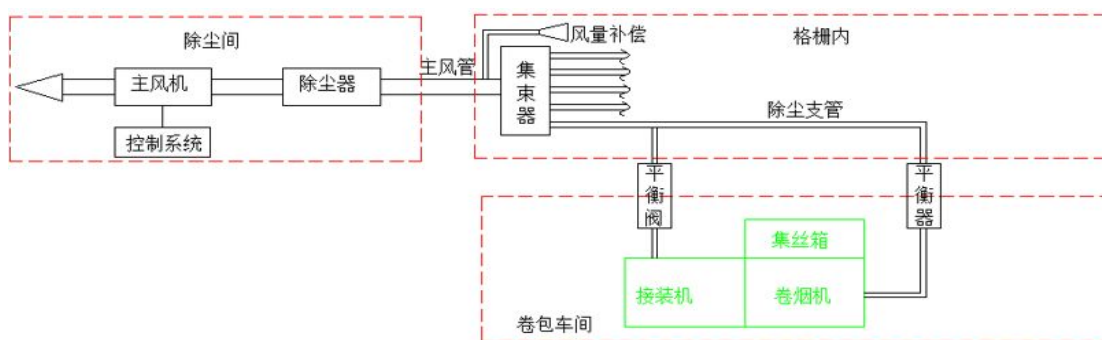 除尘间
主风机
除尘器
控制系统
主风管
风量补偿
格栅内
集束器
除尘支管
平衡阀
平衡器
集丝箱
接装机
卷烟机
卷包车间